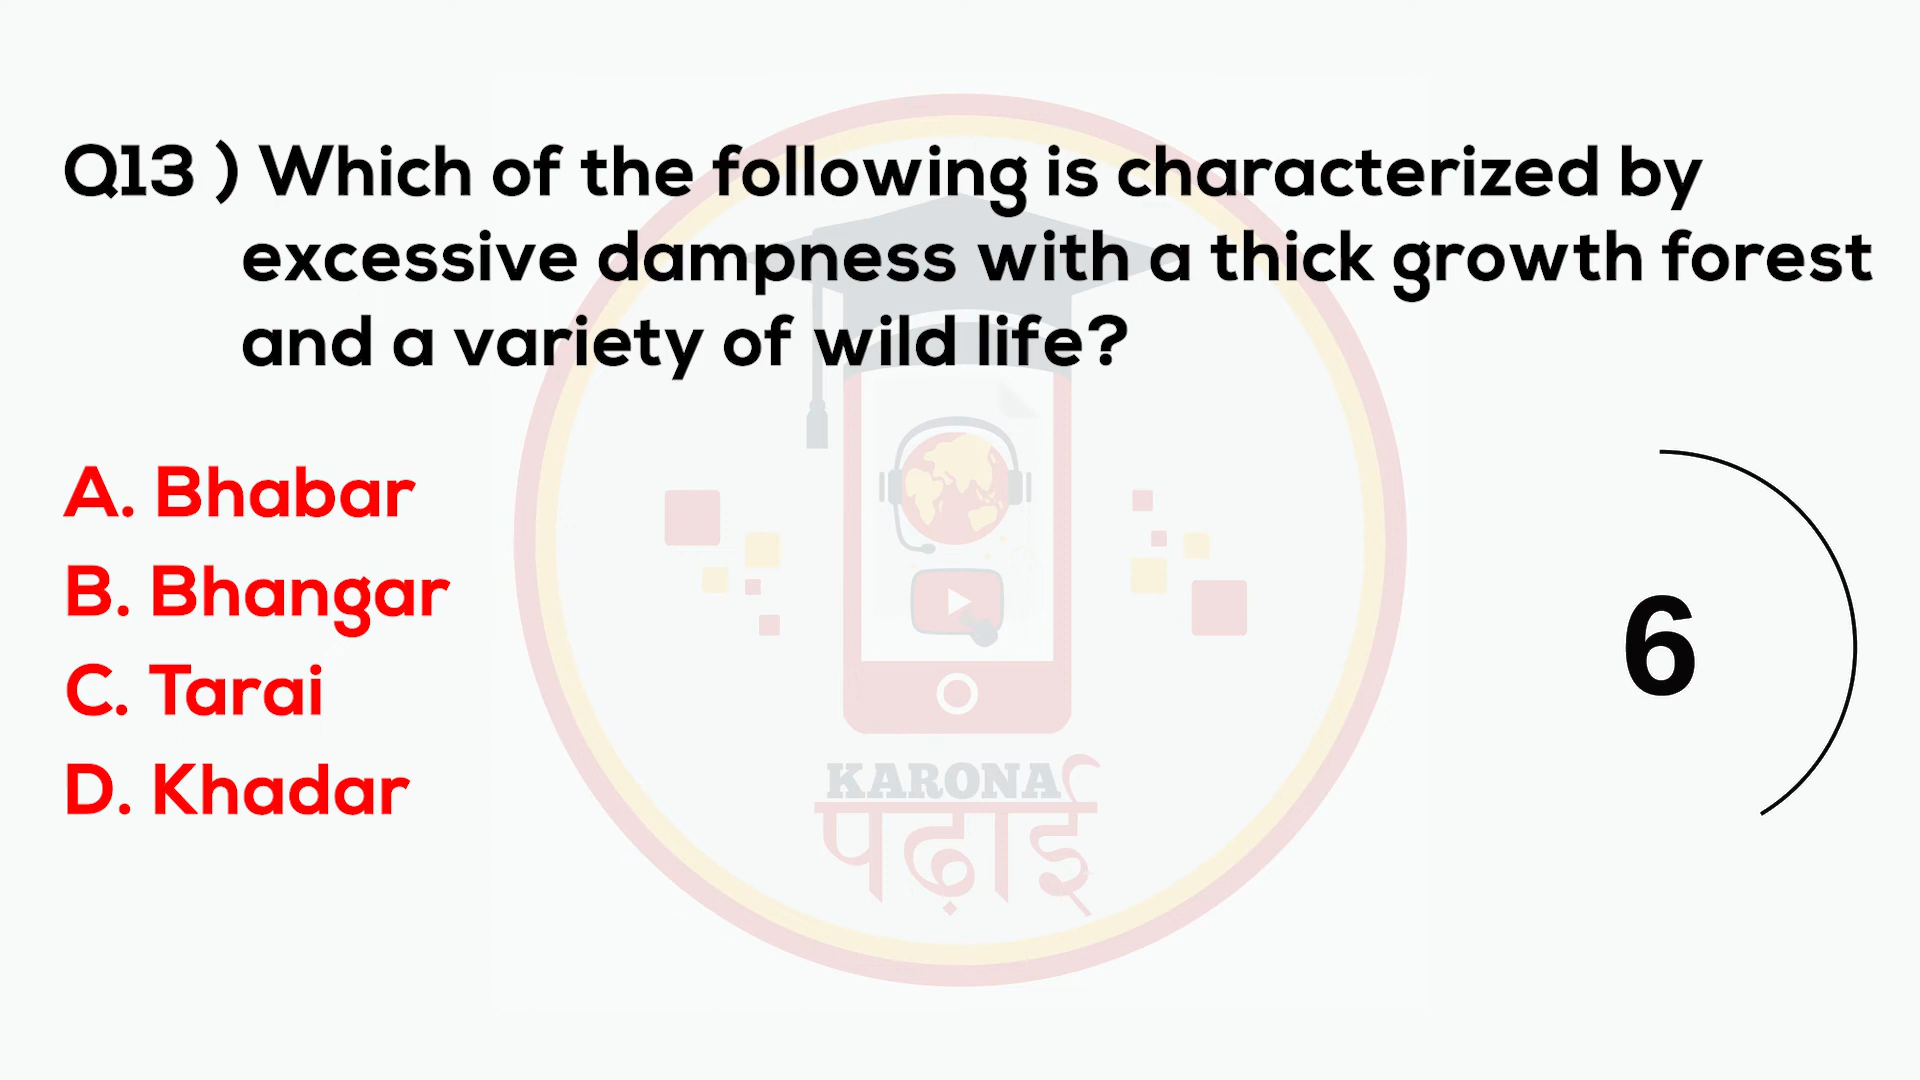 Q13 ) Which of the following is characterized by
excessive dampness with a thick growth forest
and a variety of wild life?
A. Bhabar
B. Bhangar
C. Tarai
D. Khadar
6
KARONA
पढ़ाई